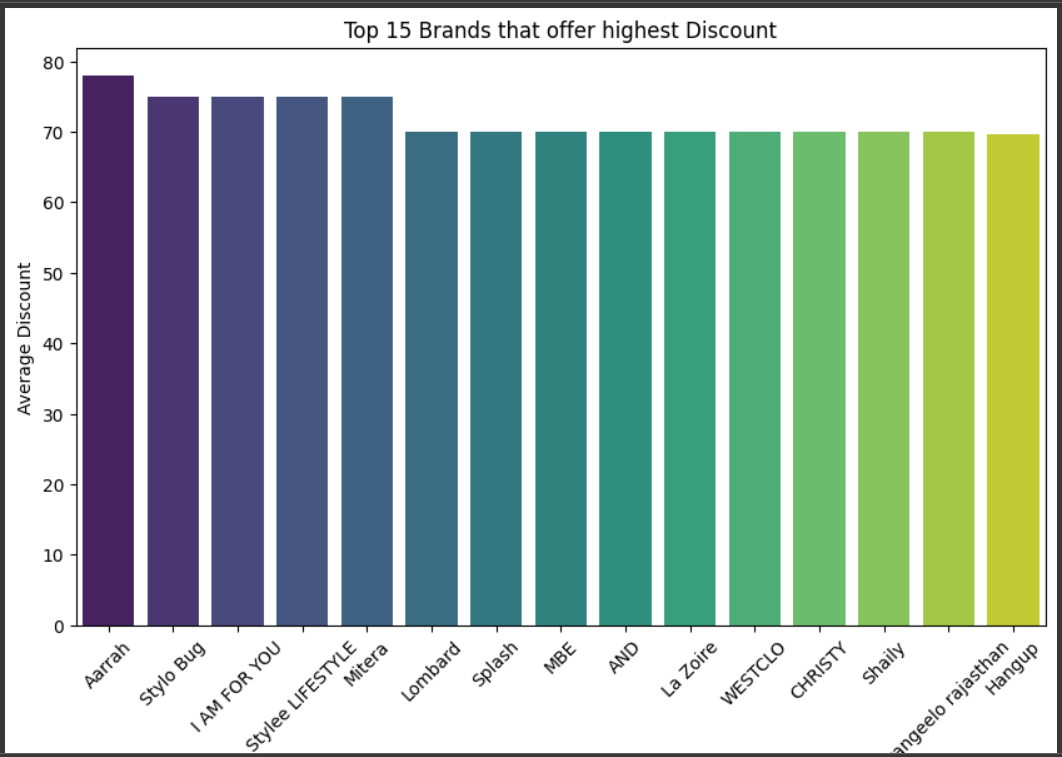 Top 15 Brands that offer highest Discount
Average Discount
80
70
60
50
40
30
20
10
0
Aarrah
Stylo Bug
I AM FOR YOU
Stylee LIFESTYLE
Mitera
Lombard
Splash
MBE
AND
La Zoire
WESTCLO
CHRISTY
Shaily
rajasthan
Hangup